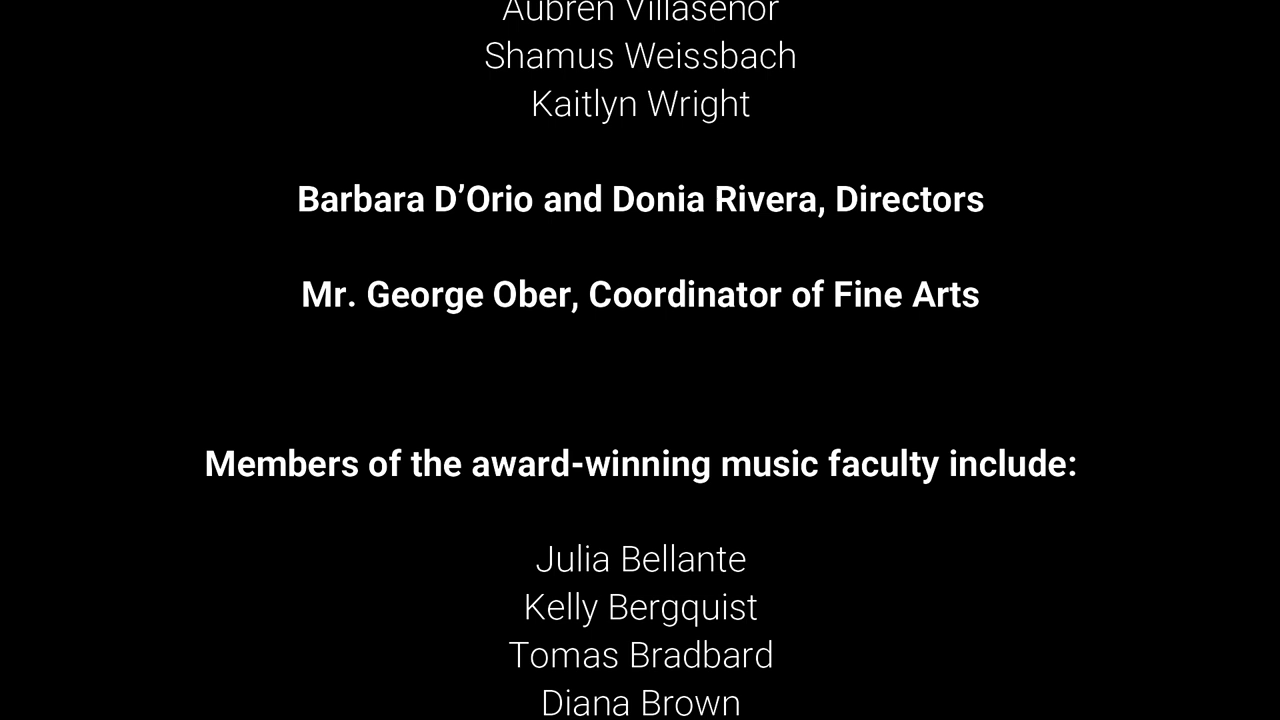 Aubren Villasenor
Shamus Weissbach
Kaitlyn Wright
Barbara D’Orio and Donia Rivera, Directors
Mr. George Ober, Coordinator of Fine Arts
Members of the award-winning music faculty include:
Julia Bellante
Kelly Bergquist
Tomas Bradbard
Diana Brown